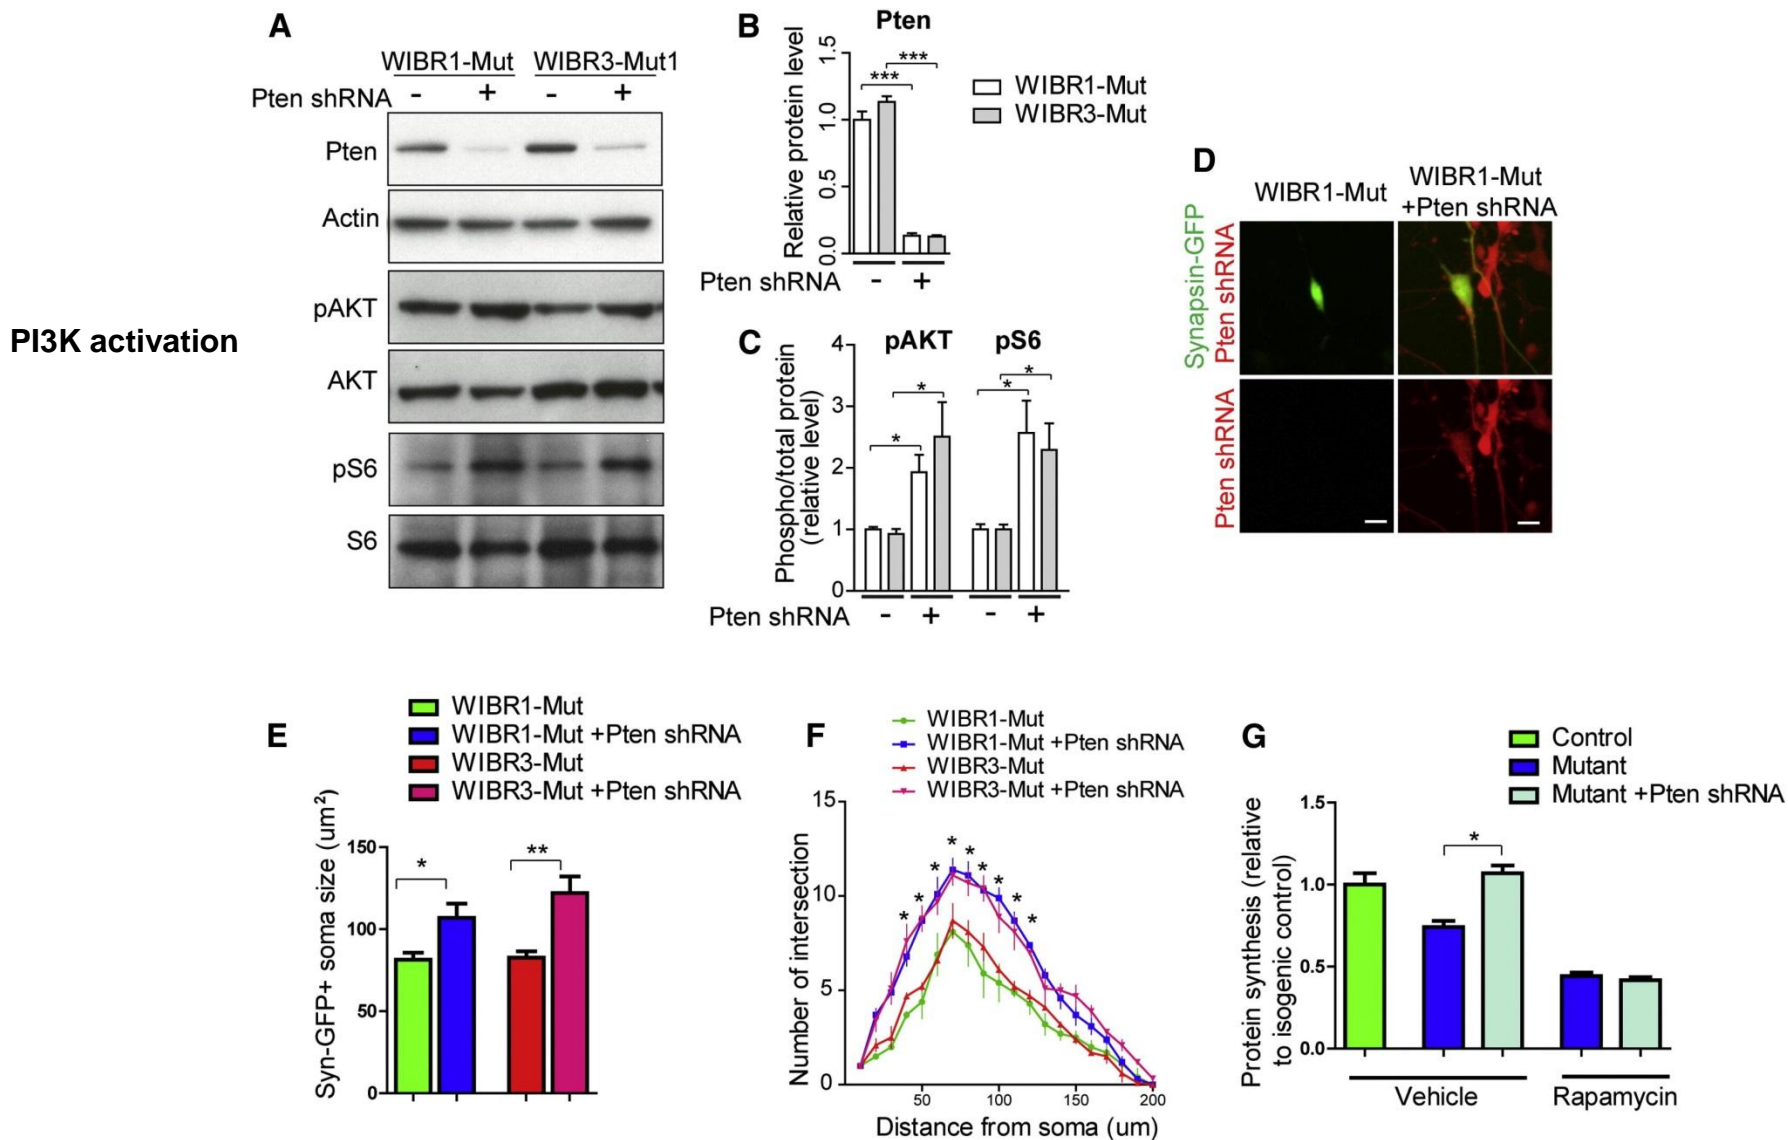 PI3K activation
A
WIBR1-Mut WIBR3-Mut1
Pten shRNA - + - +
Pten
Actin
pAKT
AKT
pS6
S6
B
Pten
Relative protein level
1.5
1.0
0.5
0.0
*** ***
WIBR1-Mut
WIBR3-Mut
Pten shRNA - +
C
pAKT pS6
Phospho/total protein
(relative level)
4
3
2
1
0
* * * *
Pten shRNA - + - +
D
WIBR1-Mut
WIBR1-Mut
+Pten shRNA
Synapsin-GFP
Pten shRNA
Pten shRNA
E
WIBR1-Mut
WIBR1-Mut +Pten shRNA
WIBR3-Mut
WIBR3-Mut +Pten shRNA
Syn-GFP+ soma size (um²)
150
100
50
0
* **
F
WIBR1-Mut
WIBR1-Mut +Pten shRNA
WIBR3-Mut
WIBR3-Mut +Pten shRNA
Number of intersection
15
10
5
0
* * * * * * * * *
50 100 150 200
Distance from soma (um)
G
Control
Mutant
Mutant +Pten shRNA
Protein synthesis (relative
to isogenic control)
1.5
1.0
0.5
0.0
*
Vehicle Rapamycin